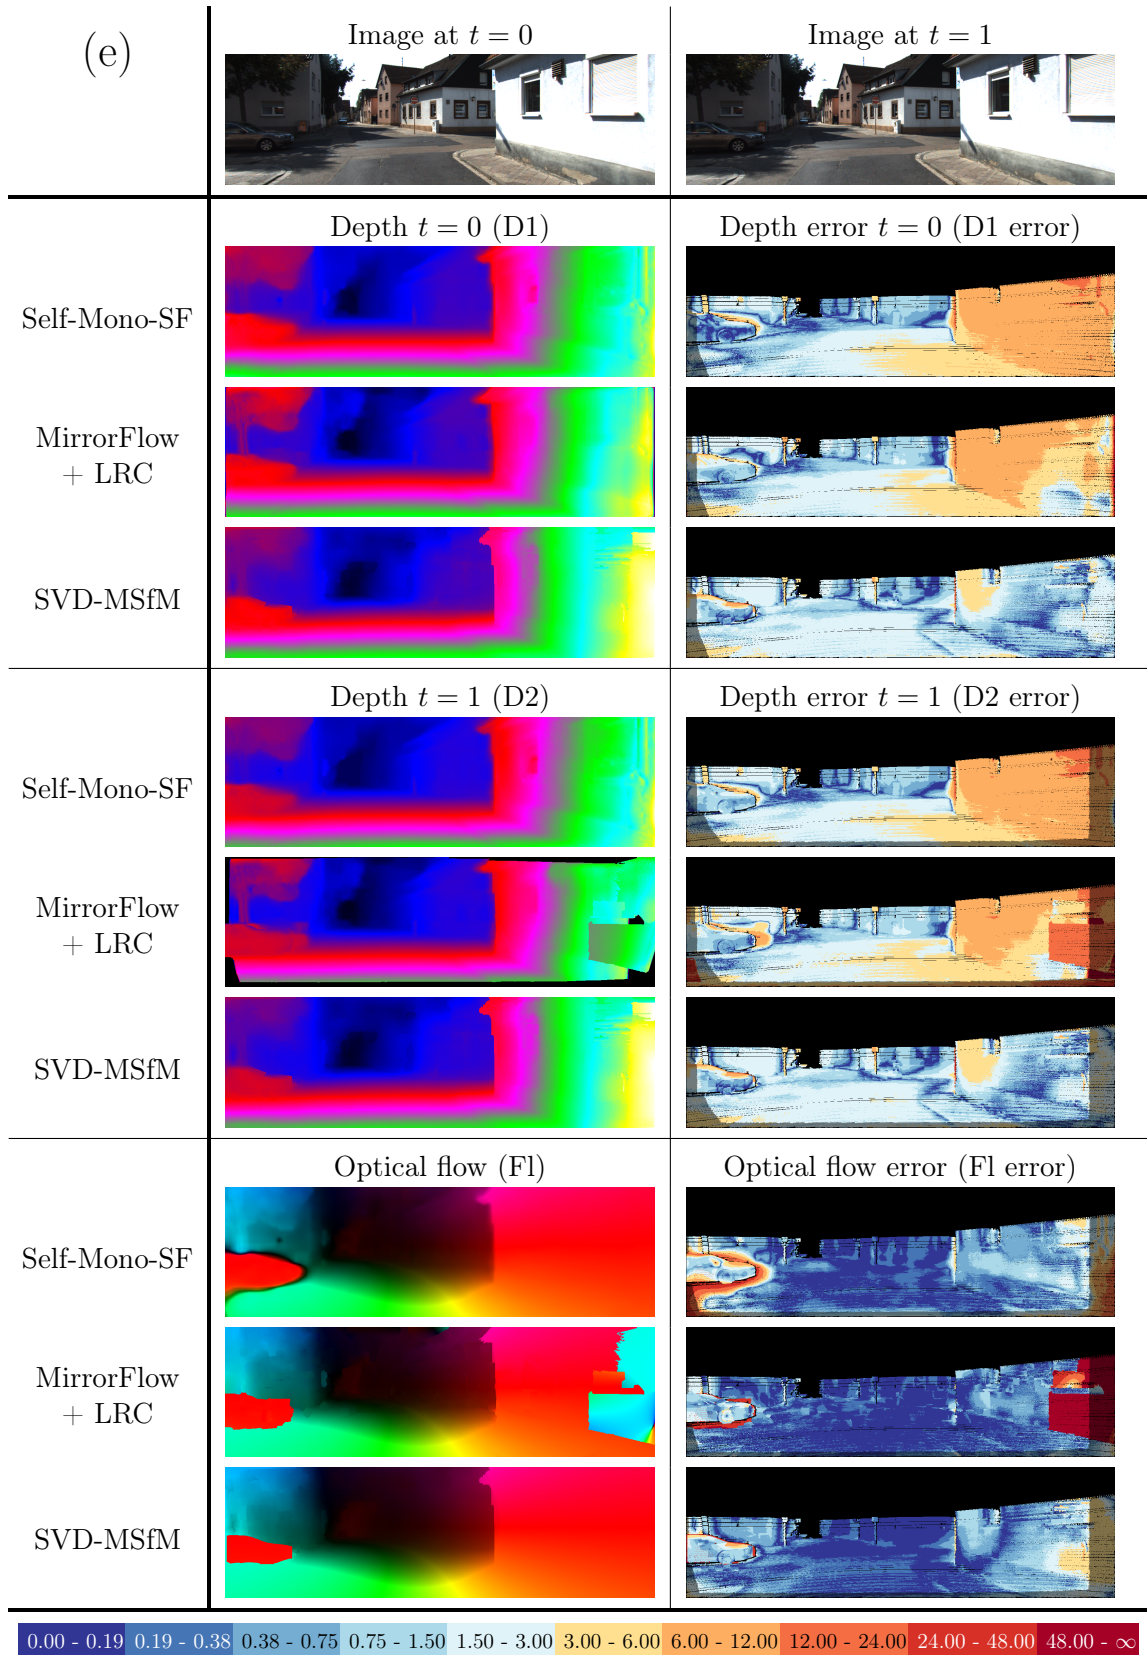 (e)
Image at t = 0
Image at t = 1
Depth t = 0 (D1)
Depth error t = 0 (D1 error)
Self-Mono-SF
MirrorFlow
+ LRC
SVD-MSfM
Depth t = 1 (D2)
Depth error t = 1 (D2 error)
Self-Mono-SF
MirrorFlow
+ LRC
SVD-MSfM
Optical flow (Fl)
Optical flow error (Fl error)
Self-Mono-SF
MirrorFlow
+ LRC
SVD-MSfM
0.00 - 0.19 0.19 - 0.38 0.38 - 0.75 0.75 - 1.50 1.50 - 3.00 3.00 - 6.00 6.00 - 12.00 12.00 - 24.00 24.00 - 48.00 48.00 - ∞